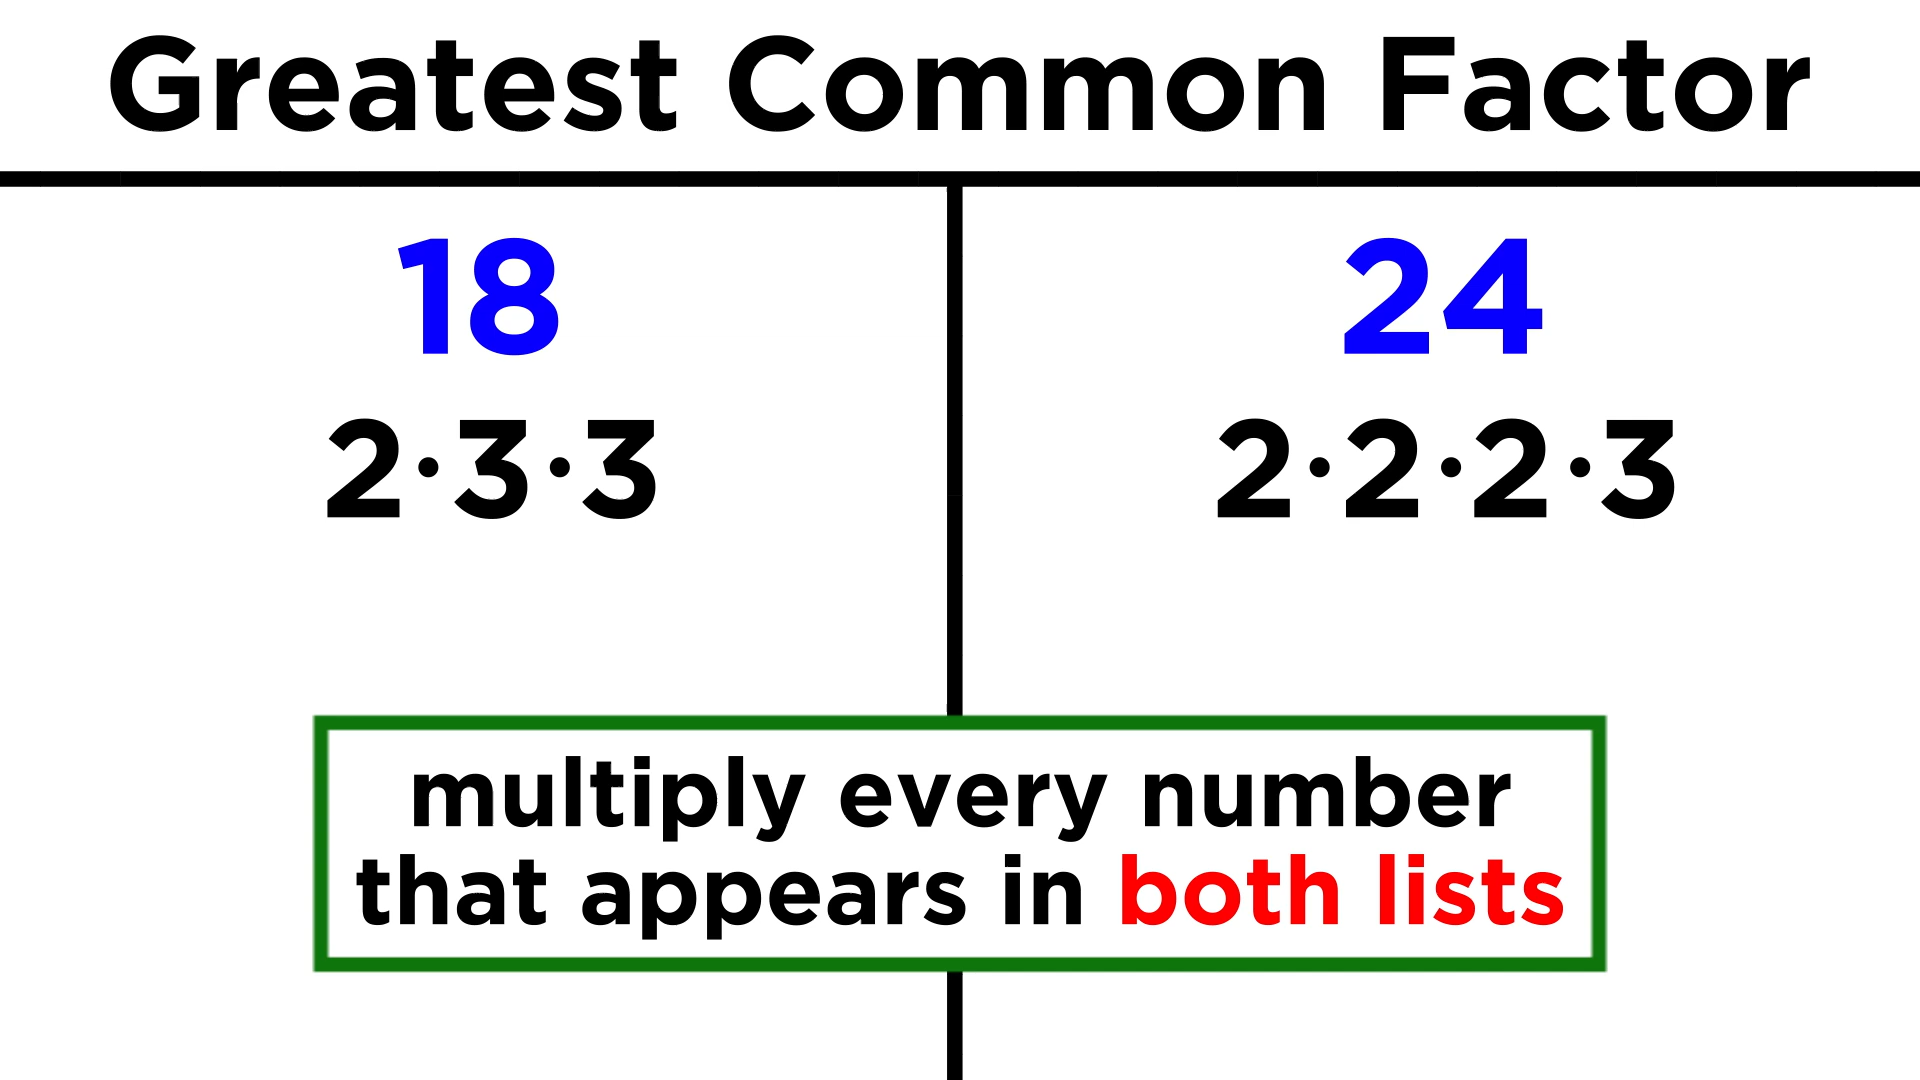 Greatest Common Factor
18
24
2·3·3
2·2·2·3
multiply every number
that appears in both lists